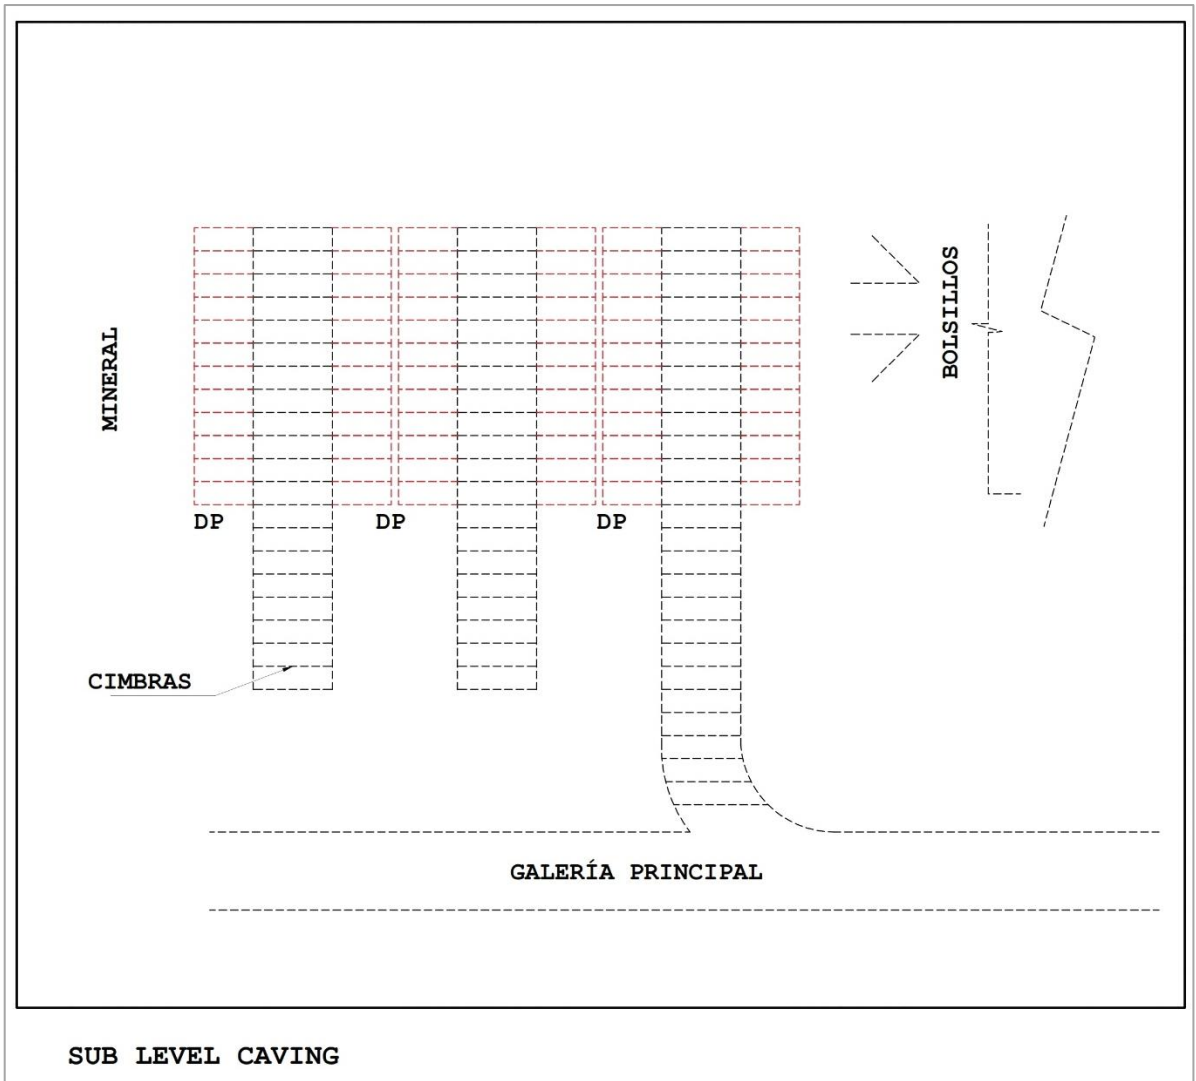 MINERAL
BOLSILLOS
DP
DP
DP
CIMBRAS
GALERÍA PRINCIPAL
SUB LEVEL CAVING